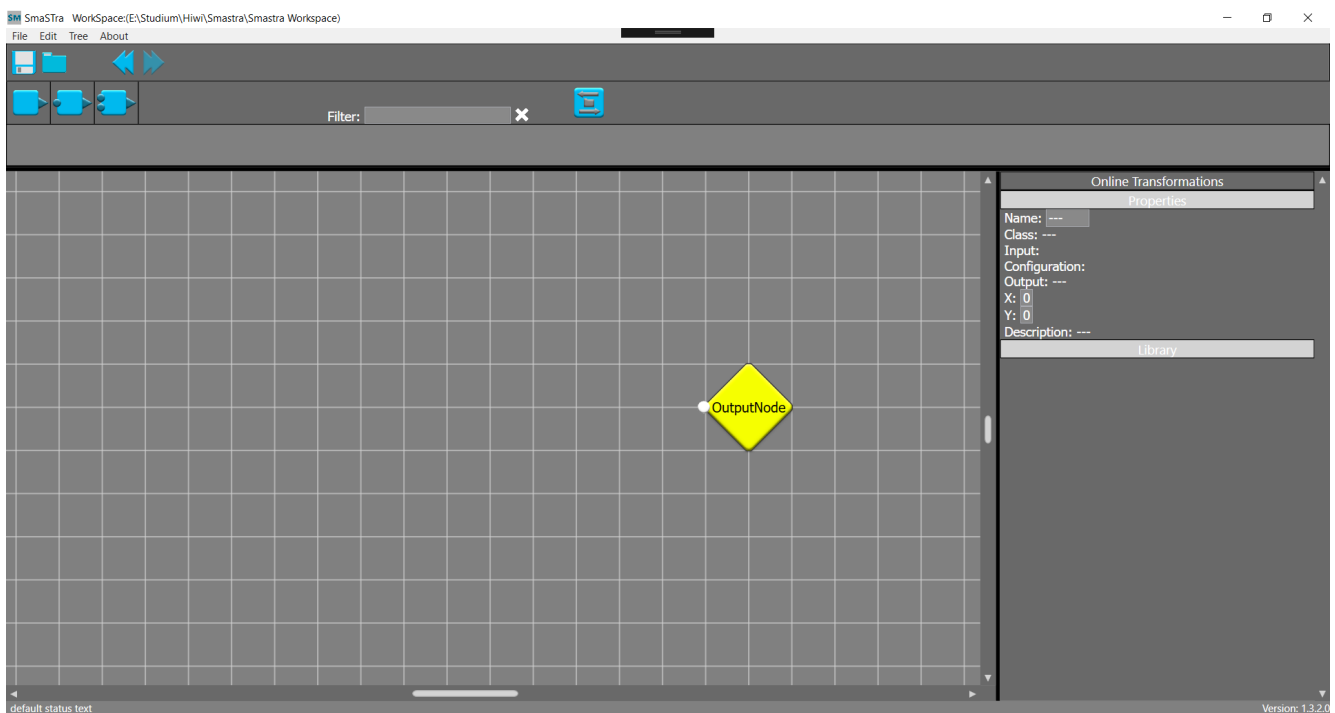 SM SmaSTra WorkSpace:(E:\Studium\Hiwi\Smastra\Smastra Workspace)
File Edit Tree About
Filter:
Online Transformations
Properties
Name: ---
Class: ---
Input:
Configuration:
Output: ---
X: 0
Y: 0
Description: ---
Library
OutputNode
default status text
Version: 1.3.2.0